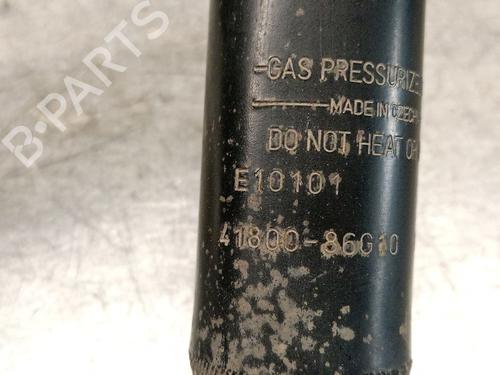 B-PARTS
-GAS PRESSURIZE
MADE IN CZECH
DO NOT HEAT OR
E10101
41800-86G10